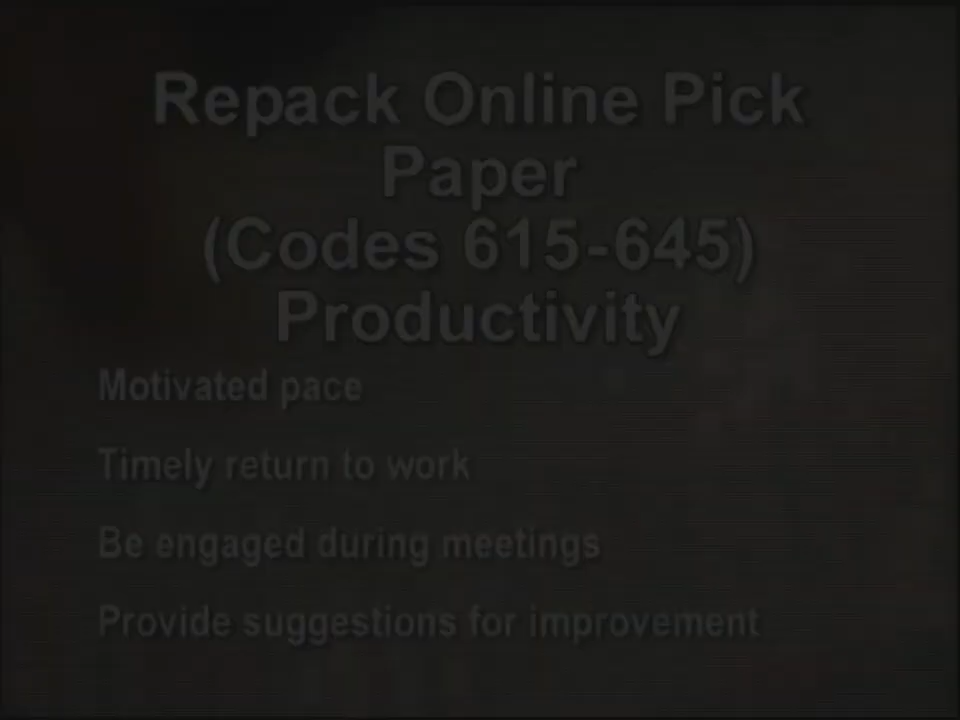 Repack Online Pick
Paper
(Codes 615-645)
Productivity
Motivated pace
Timely return to work
Be engaged during meetings
Provide suggestions for improvement